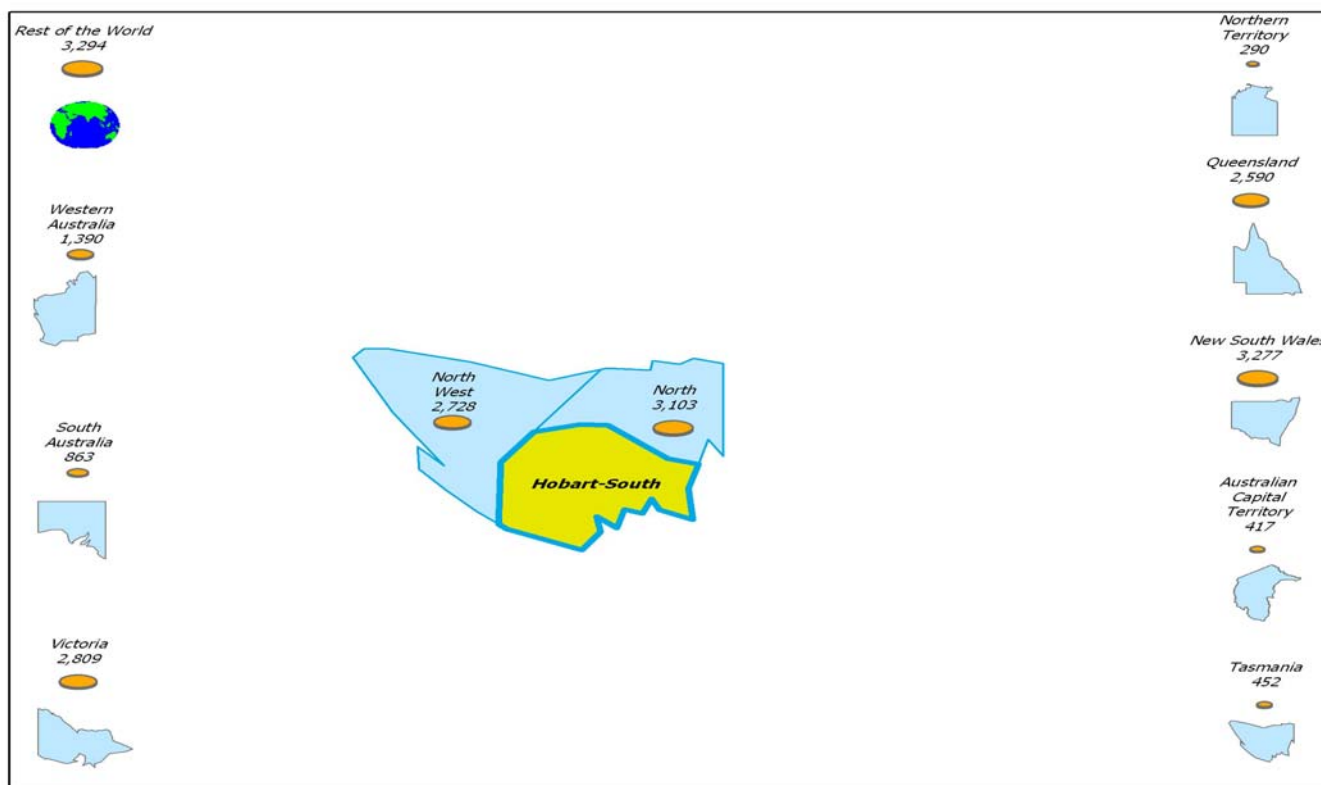 Rest of the World
3,294
Western
Australia
1,390
South
Australia
863
Victoria
2,809
North
West
2,728
North
3,103
Hobart-South
Northern
Territory
290
Queensland
2,590
New South Wales
3,277
Australian
Capital
Territory
417
Tasmania
452